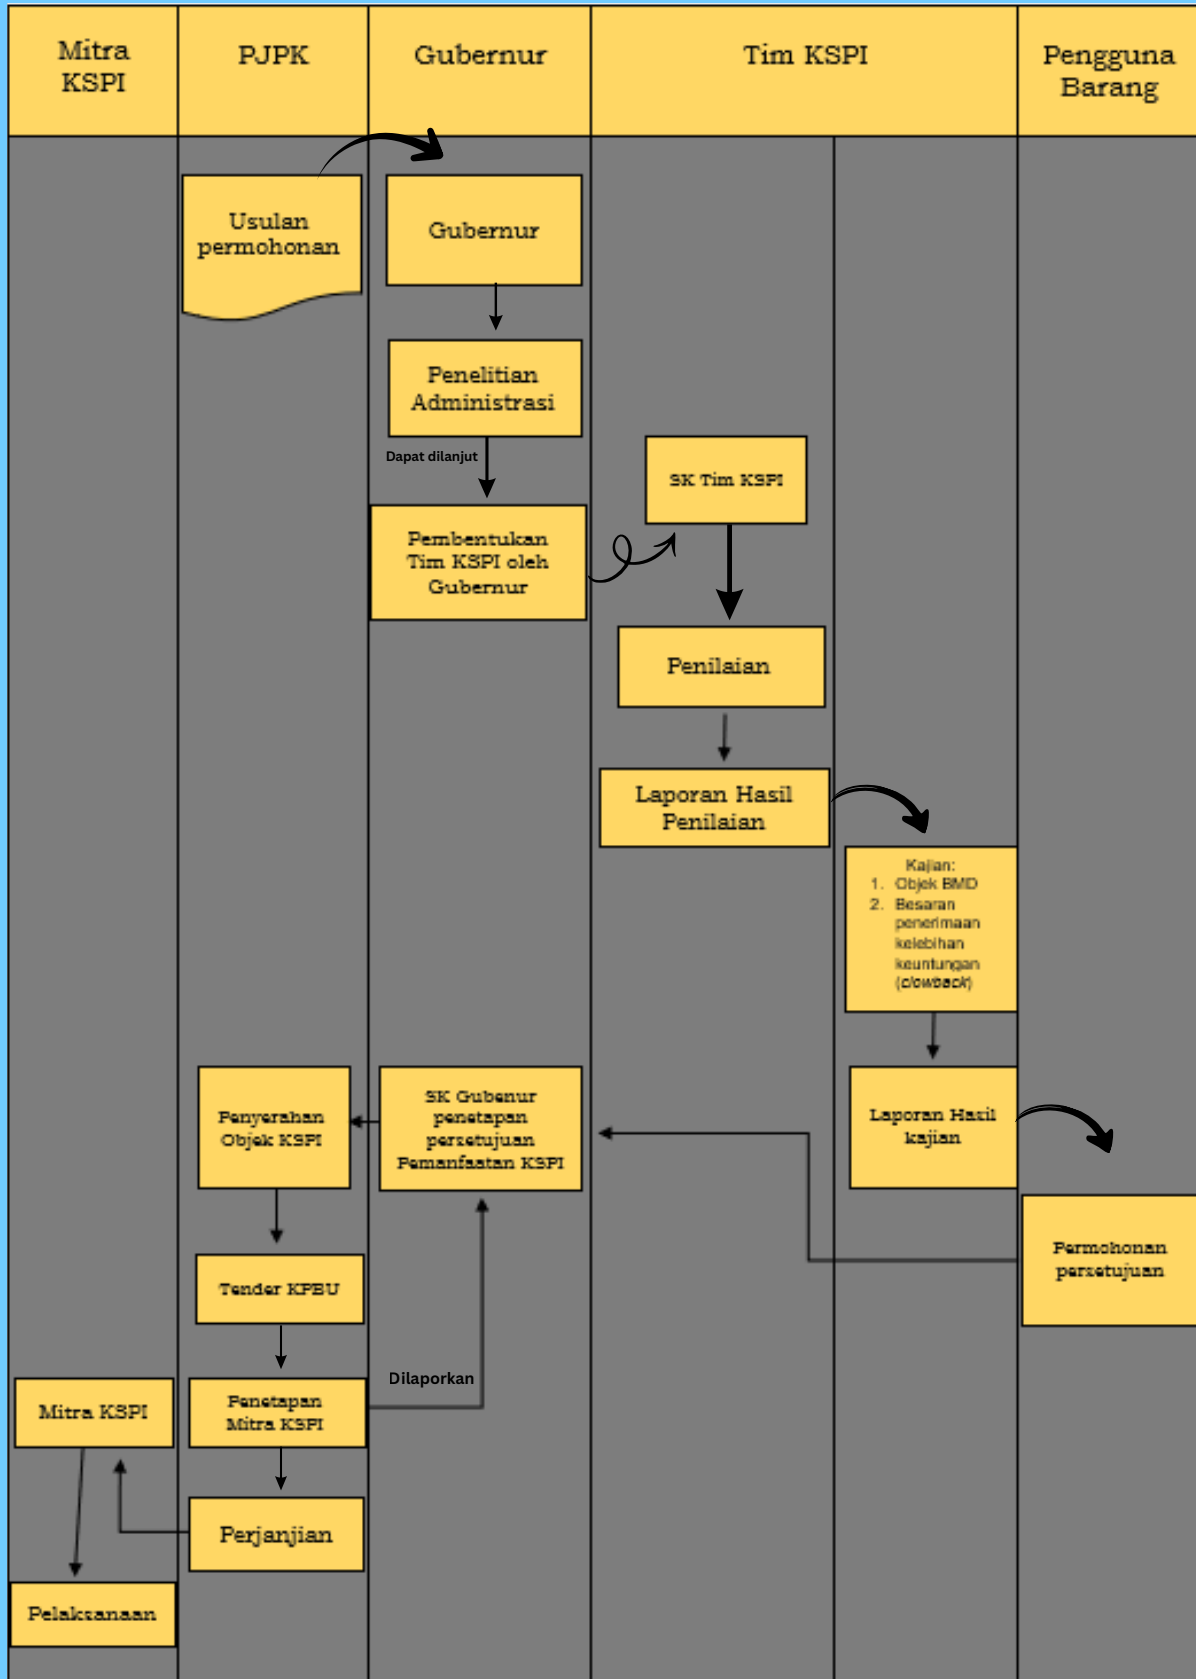 Mitra
KSPI
PJPK
Gubernur
Tim KSPI
Pengguna
Barang
Usulan
permohonan
Gubernur
Penelitian
Administrasi
Dapat dilanjut
Pembentukan
Tim KSPI oleh
Gubernur
SK Tim KSPI
Penilaian
Laporan Hasil
Penilaian
Kajian:
1. Objek BMD
2. Besaran
penerimaan
kelebihan
keuntungan
(clowback)
Laporan Hasil
kajian
Permohonan
persetujuan
SK Gubenur
penetapan
persetujuan
Pemanfaatan KSPI
Penyerahan
Objek KSPI
Tender KPBU
Penetapan
Mitra KSPI
Dilaporkan
Perjanjian
Mitra KSPI
Pelaksanaan